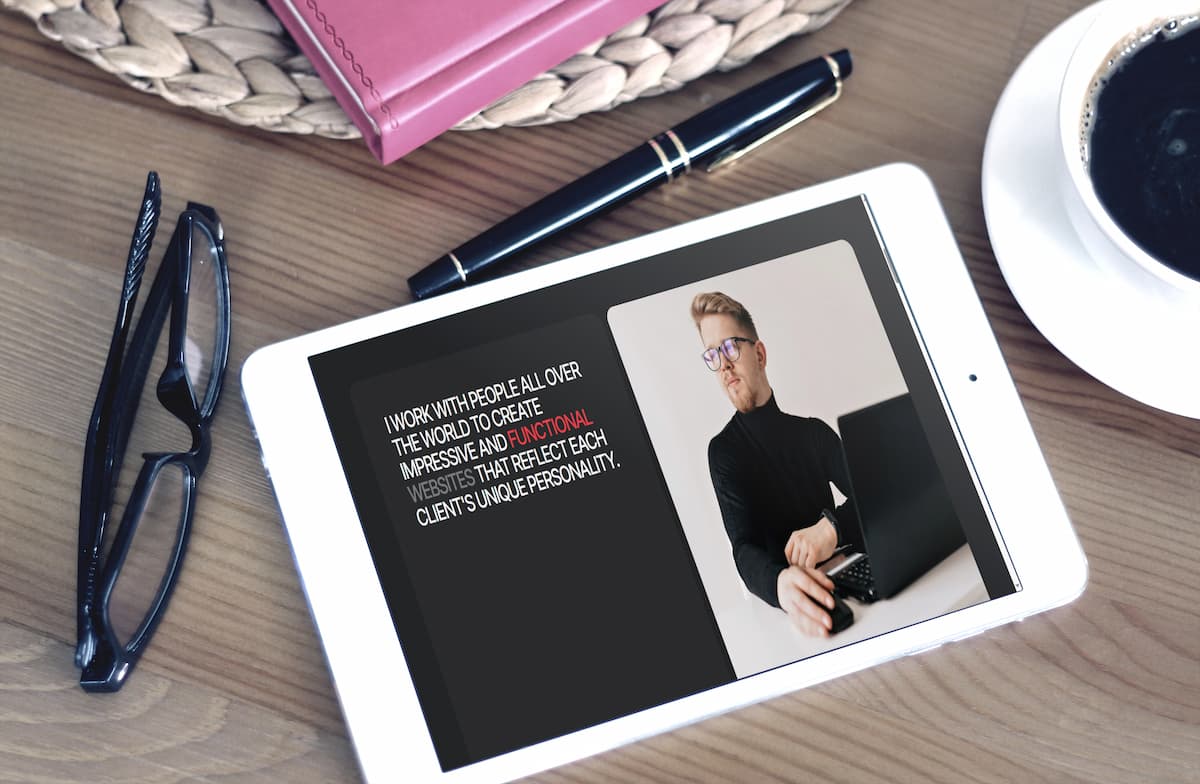 I WORK WITH PEOPLE ALL OVER
THE WORLD TO CREATE
IMPRESSIVE AND FUNCTIONAL
WEBSITES THAT REFLECT EACH
CLIENT'S UNIQUE PERSONALITY.